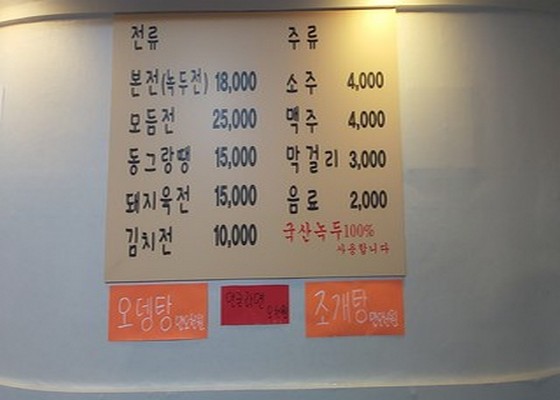 전류
본전(녹두전) 18,000
모듬전 25,000
동그랑땡 15,000
돼지육전 15,000
김치전 10,000
주류
소주 4,000
맥주 4,000
막걸리 3,000
음료 2,000
국산녹두100%
사용합니다
오뎅탕
조개탕